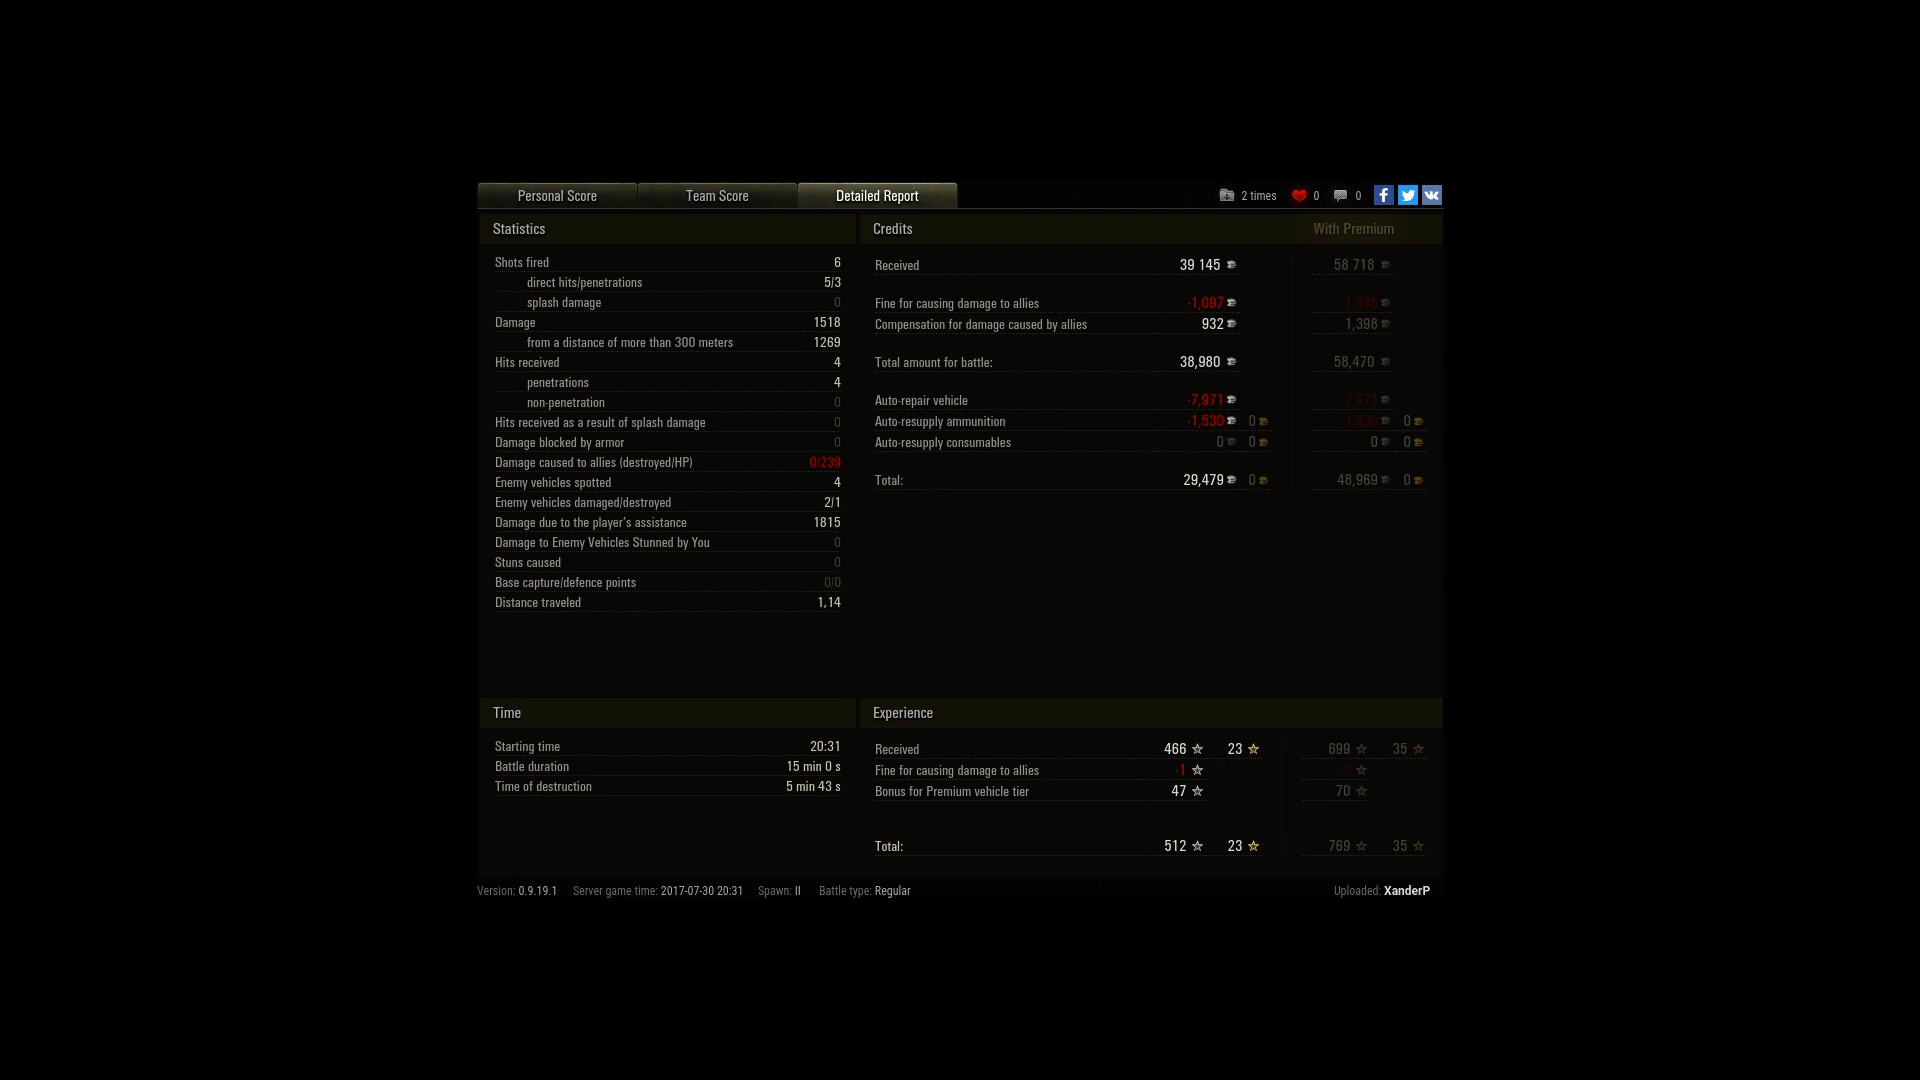 Personal Score Team Score Detailed Report 2 times 0 0
Statistics
Shots fired 6
direct hits/penetrations 5/3
splash damage 0
Damage 1518
from a distance of more than 300 meters 1269
Hits received 4
penetrations 4
non-penetration 0
Hits received as a result of splash damage 0
Damage blocked by armor 0
Damage caused to allies (destroyed/HP) 0/239
Enemy vehicles spotted 4
Enemy vehicles damaged/destroyed 2/1
Damage due to the player's assistance 1815
Damage to Enemy Vehicles Stunned by You 0
Stuns caused 0
Base capture/defence points 0/0
Distance traveled 1,14
Credits With Premium
Received 39 145 58 718
Fine for causing damage to allies -1,097
Compensation for damage caused by allies 932 1,398
Total amount for battle: 38,980 58,470
Auto-repair vehicle -7,971 7,971
Auto-resupply ammunition -1,530 0 1,530 0
Auto-resupply consumables 0 0 0 0
Total: 29,479 0 48,969 0
Time
Starting time 20:31
Battle duration 15 min 0 s
Time of destruction 5 min 43 s
Experience
Received 466 23 699 35
Fine for causing damage to allies -1
Bonus for Premium vehicle tier 47 70
Total: 512 23 769 35
Version: 0.9.19.1 Server game time: 2017-07-30 20:31 Spawn: II Battle type: Regular Uploaded: XanderP